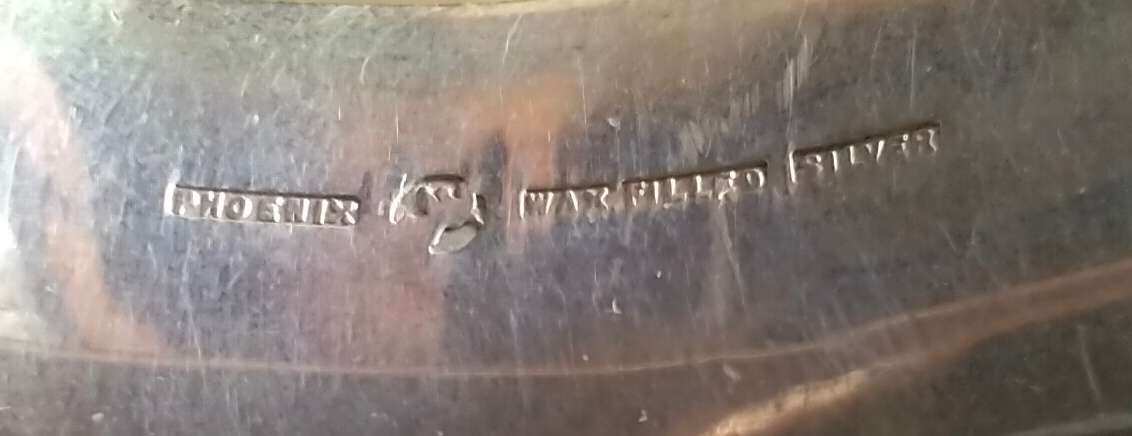 PHOENIX WAX FILLED SILVER